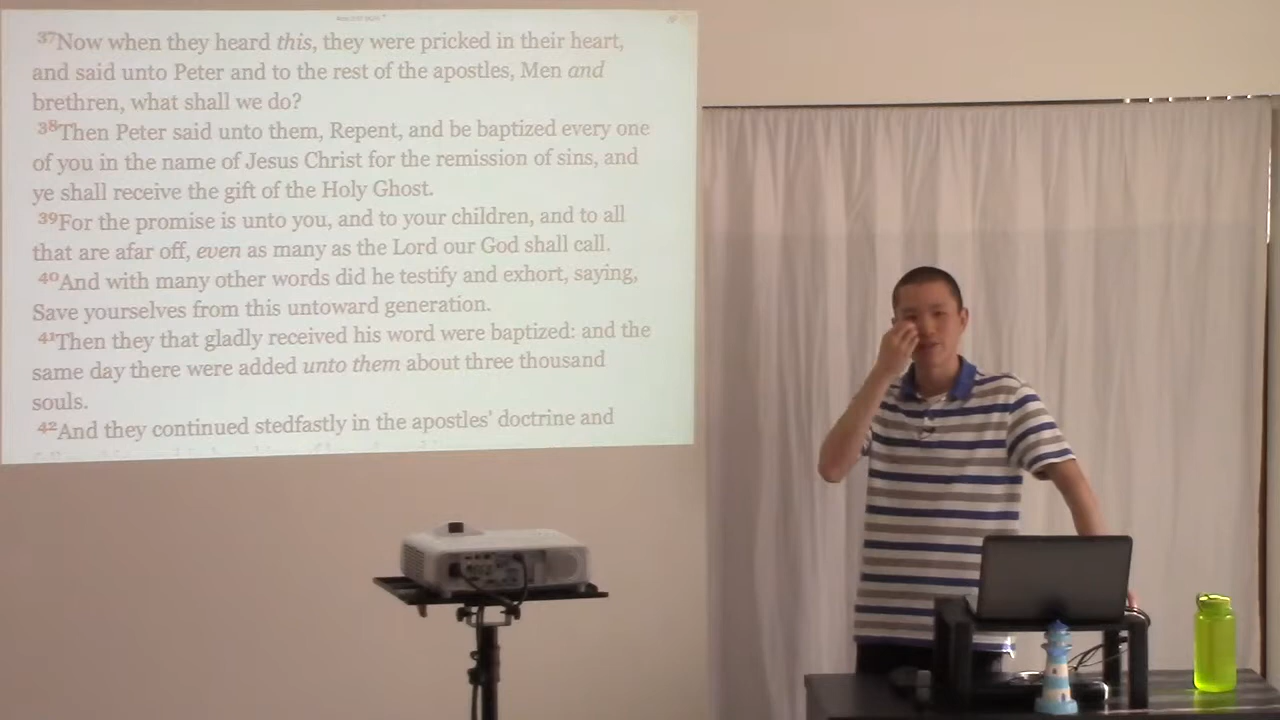 37Now when they heard this, they were pricked in their heart,
and said unto Peter and to the rest of the apostles, Men and
brethren, what shall we do?
38Then Peter said unto them, Repent, and be baptized every one
of you in the name of Jesus Christ for the remission of sins, and
ye shall receive the gift of the Holy Ghost.
39For the promise is unto you, and to your children, and to all
that are afar off, even as many as the Lord our God shall call.
40And with many other words did he testify and exhort, saying,
Save yourselves from this untoward generation.
41Then they that gladly received his word were baptized: and the
same day there were added unto them about three thousand
souls.
42And they continued stedfastly in the apostles' doctrine and